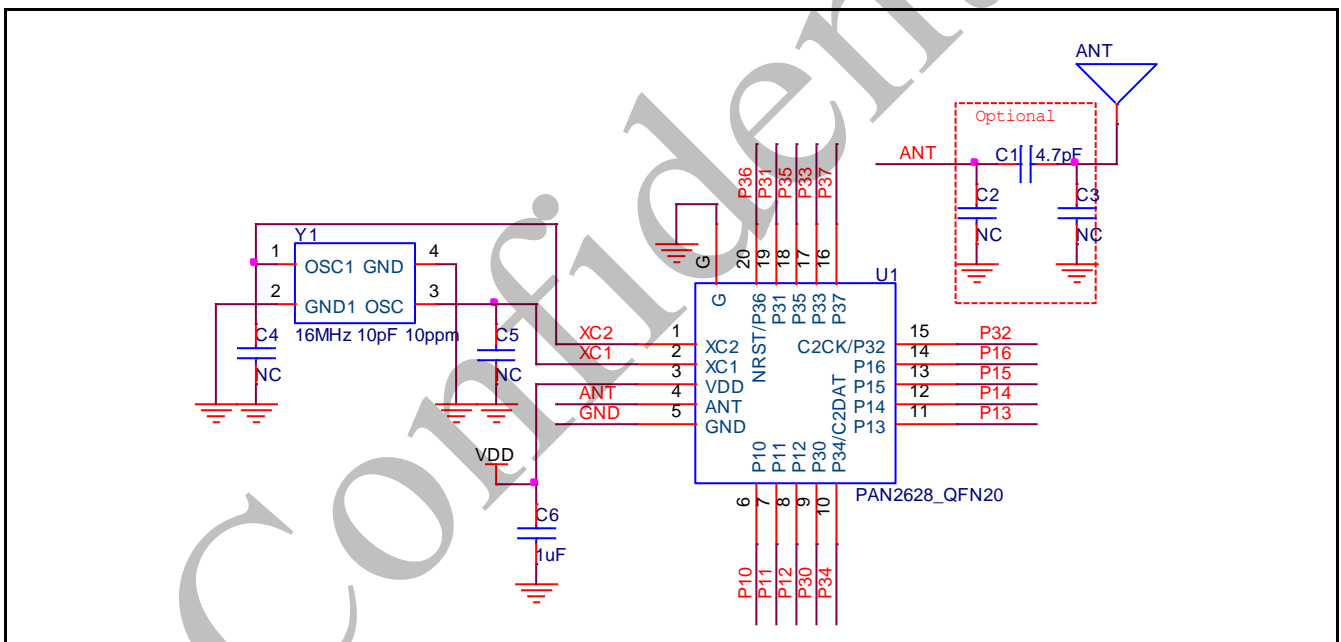 ANT
Optional
ANT
C1 4.7pF
C2
NC
C3
NC
P36
P31
P35
P33
P37
G
20
19
18
17
16
U1
Y1
1
OSC1 GND
4
2
GND1 OSC
3
16MHz 10pF 10ppm
C4
NC
C5
NC
XC2
XC1
ANT
GND
1
2
3
4
5
G
NRST/P36
P31
P35
P33
P37
XC2
XC1
VDD
ANT
GND
C2CK/P32
P16
P15
P14
P13
15
14
13
12
11
P32
P16
P15
P14
P13
P10
P11
P12
P30
P34/C2DAT
PAN2628_QFN20
6
7
8
9
10
P10
P11
P12
P30
P34
VDD
C6
1uF
Confident